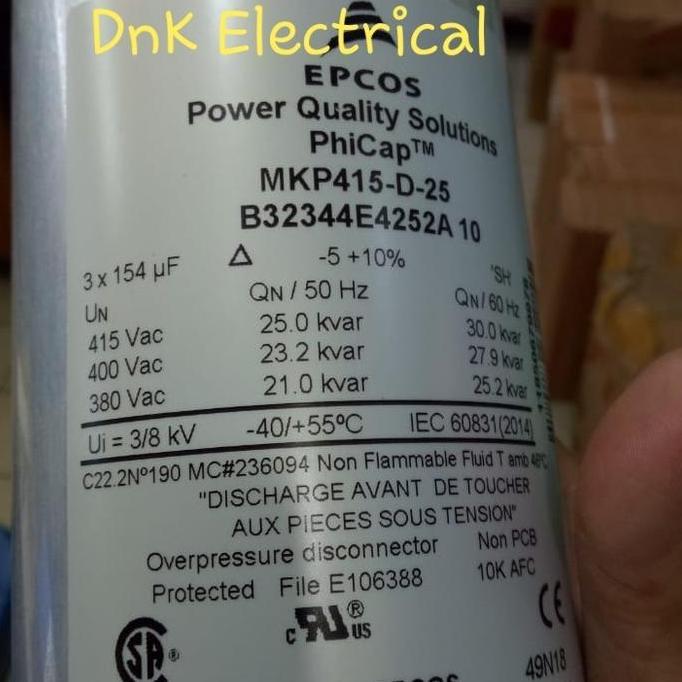 DnK Electrical
EPCOS
Power Quality Solutions
PhiCap™
MKP415-D-25
B32344E4252A 10
3 x 154 µF △ -5 +10% 'SH'
UN QN / 50 Hz QN / 60 Hz
415 Vac 25.0 kvar 30.0 kvar
400 Vac 23.2 kvar 27.9 kvar
380 Vac 21.0 kvar 25.2 kvar
Ui = 3/8 kV -40/+55ºC IEC 60831(2014)
C22.2Nº190 MC#236094 Non Flammable Fluid T amb
"DISCHARGE AVANT DE TOUCHER
AUX PIECES SOUS TENSION"
Overpressure disconnector Non PCB
Protected File E106388 10K AFC
SA ®
c RU ® US
CE
49N18